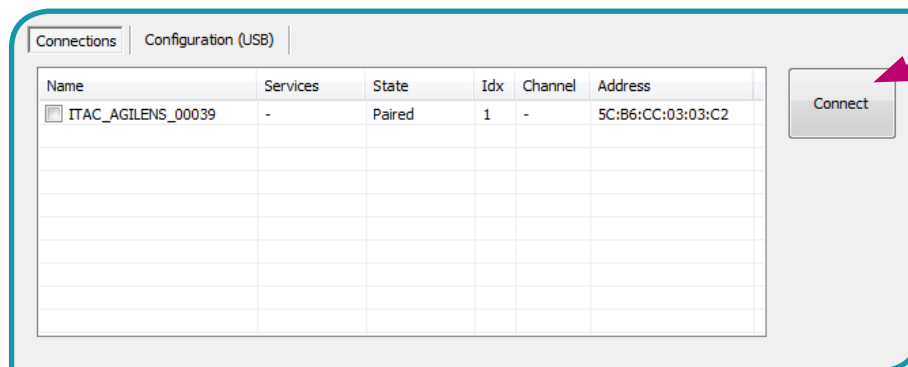 Connections Configuration (USB)
Name Services State Idx Channel Address
ITAC_AGILENS_00039 - Paired 1 - 5C:B6:CC:03:03:C2
Connect